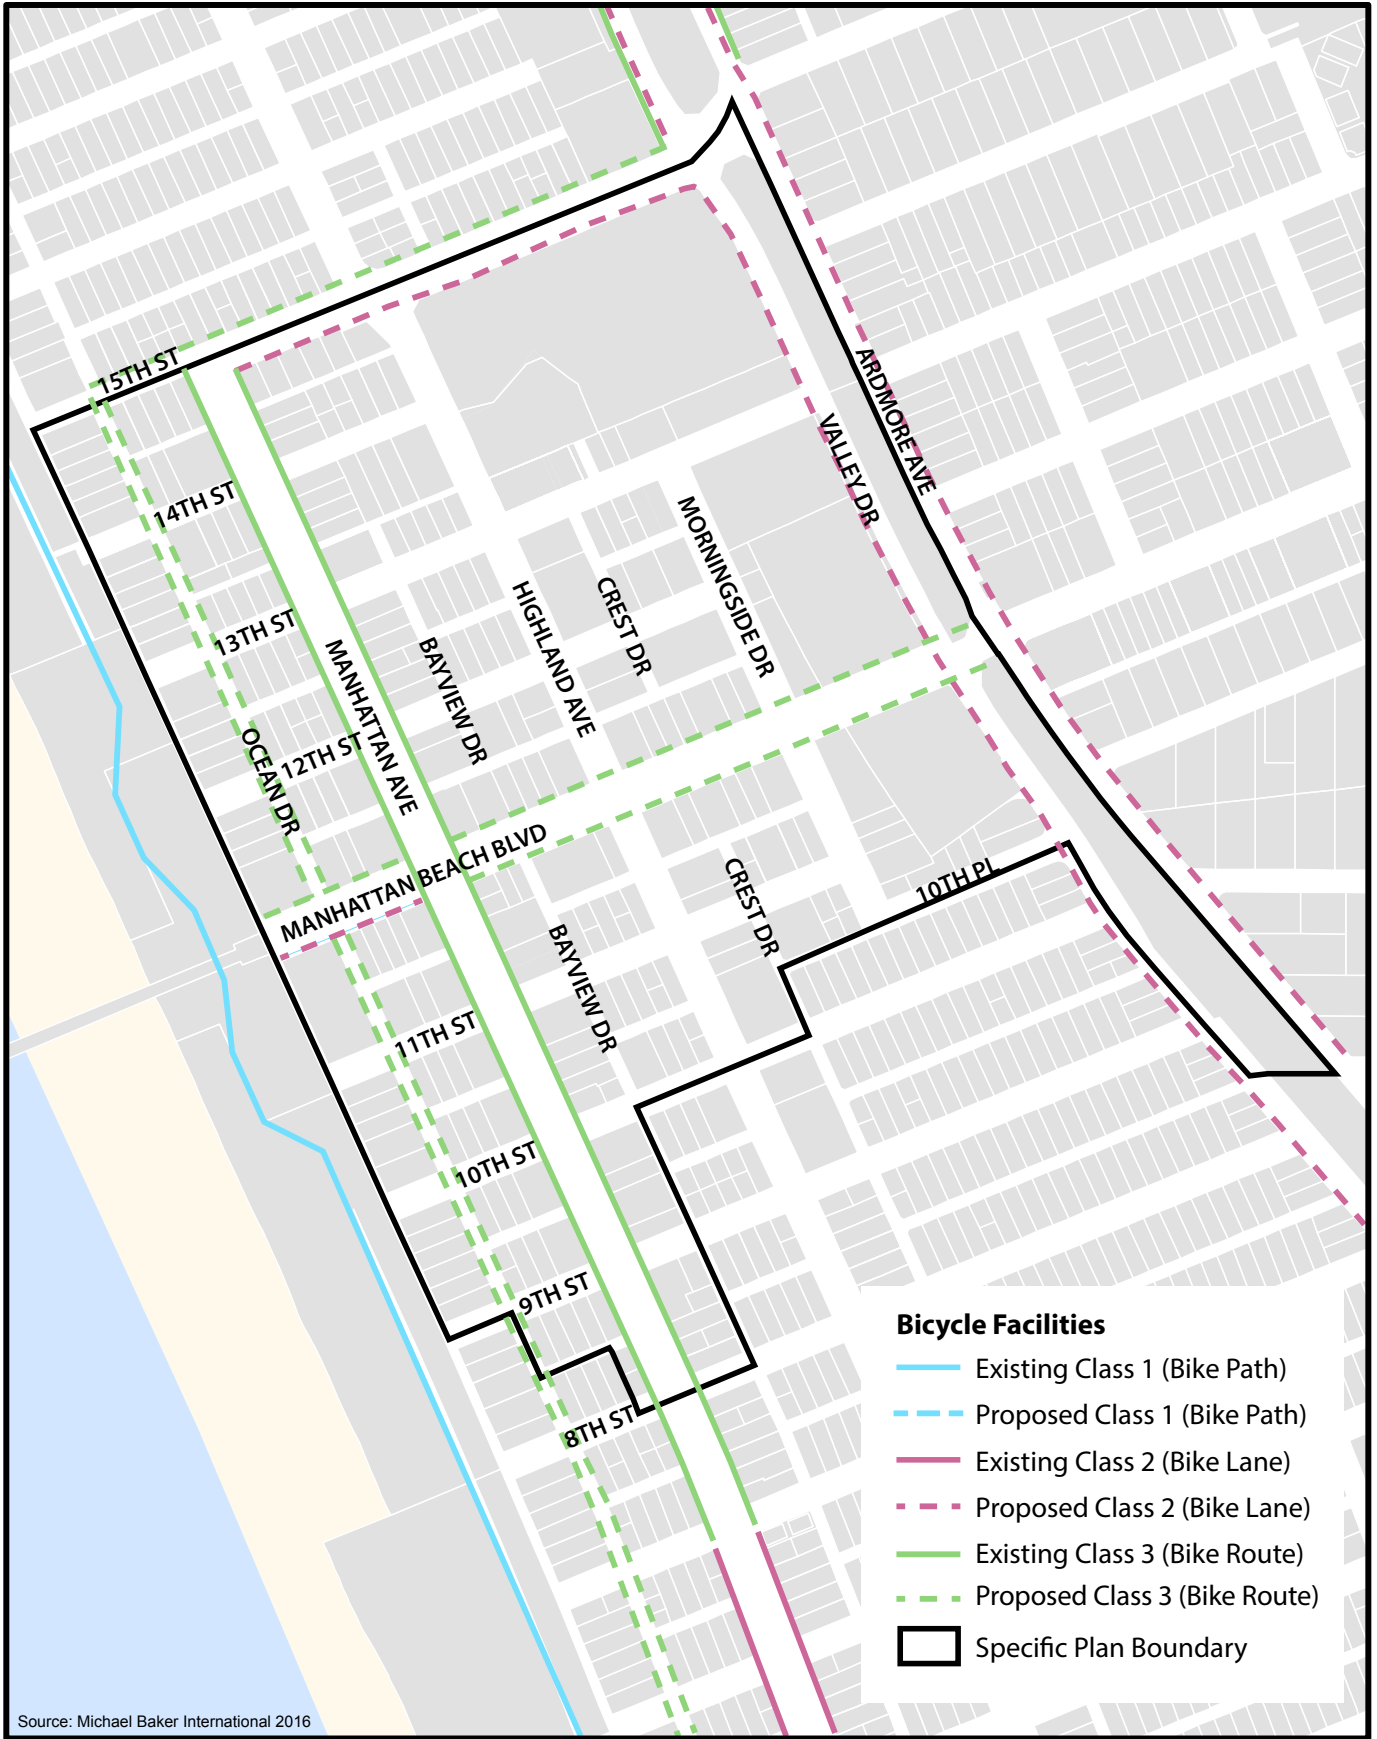 15TH ST
14TH ST
13TH ST
12TH ST
OCEAN DR
MANHATTAN AVE
BAYVIEW DR
HIGHLAND AVE
CREST DR
MORNINGSIDE DR
VALLEY DR
ARDMORE AVE
MANHATTAN BEACH BLVD
CREST DR
10TH PL
BAYVIEW DR
11TH ST
10TH ST
9TH ST
8TH ST
Bicycle Facilities
Existing Class 1 (Bike Path)
Proposed Class 1 (Bike Path)
Existing Class 2 (Bike Lane)
Proposed Class 2 (Bike Lane)
Existing Class 3 (Bike Route)
Proposed Class 3 (Bike Route)
Specific Plan Boundary
Source: Michael Baker International 2016